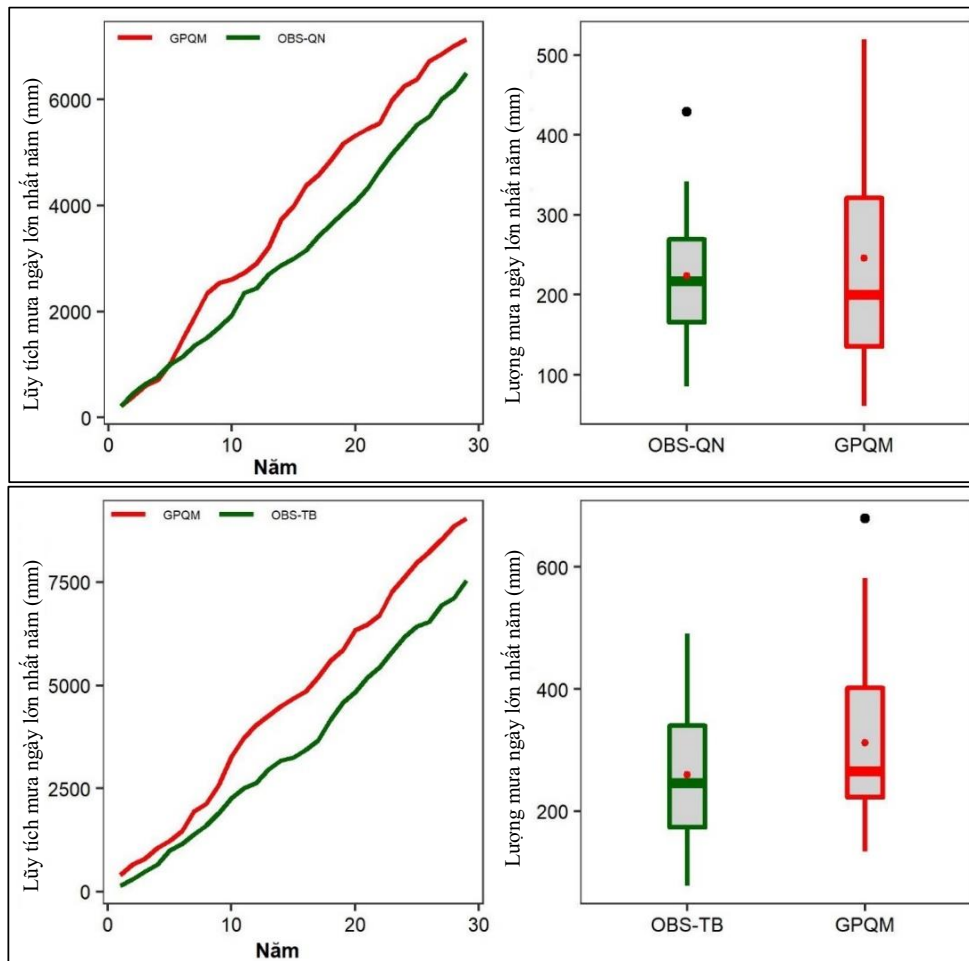 Lũy tích mưa ngày lớn nhất năm (mm)
GPQM
OBS-QN
6000
4000
2000
0
0
10
20
30
Năm
Lượng mưa ngày lớn nhất năm (mm)
500
400
300
200
100
OBS-QN
GPQM
Lũy tích mưa ngày lớn nhất năm (mm)
GPQM
OBS-TB
7500
5000
2500
0
0
10
20
30
Năm
Lượng mưa ngày lớn nhất năm (mm)
600
400
200
OBS-TB
GPQM